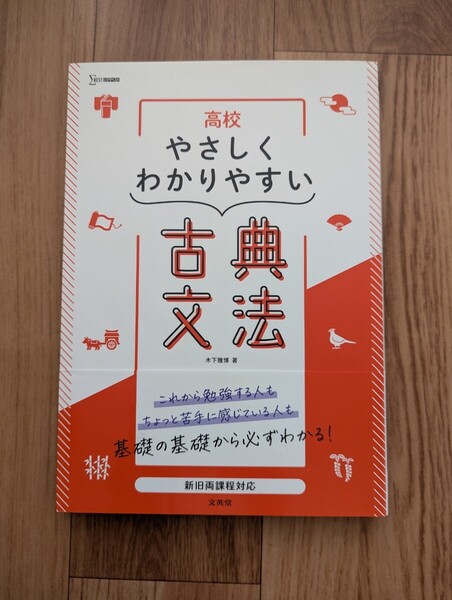 ΣBEST
高校
やさしく
わかりやすい
古典
文法
木下雅博 著
これから勉強する人も
ちょっと苦手に感じている人も
基礎の基礎から必ずわかる!
新旧両課程対応
文英堂